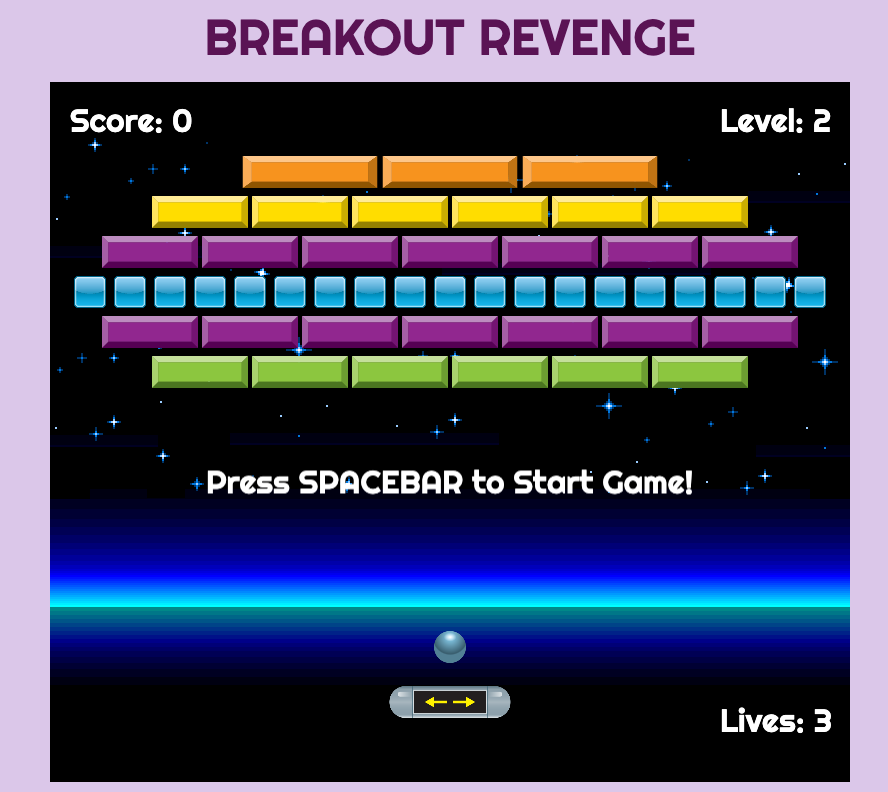 BREAKOUT REVENGE
Score: 0
Level: 2
Press SPACEBAR to Start Game!
Lives: 3